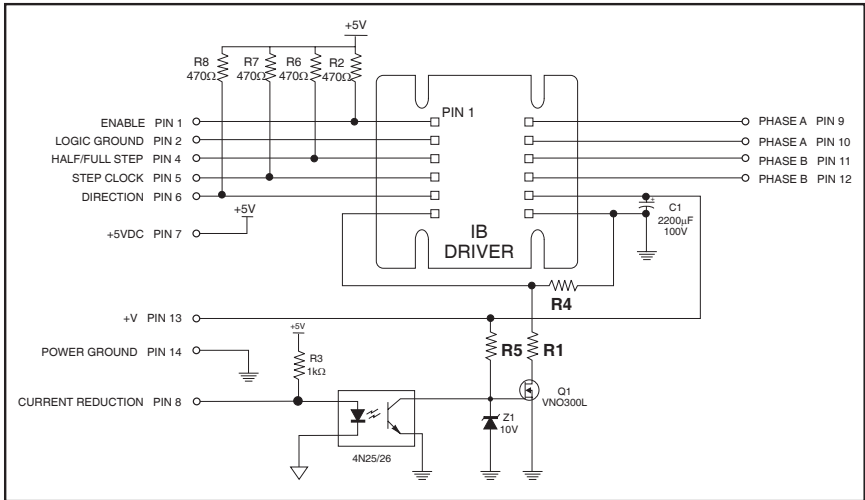 +5V
R8
470Ω
R7
470Ω
R6
470Ω
R2
470Ω
PIN 1
ENABLE PIN 1
LOGIC GROUND PIN 2
HALF/FULL STEP PIN 4
STEP CLOCK PIN 5
DIRECTION PIN 6
+5V
+5VDC PIN 7
PHASE A PIN 9
PHASE A PIN 10
PHASE B PIN 11
PHASE B PIN 12
+
C1
2200µF
100V
IB
DRIVER
R4
+V PIN 13
POWER GROUND PIN 14
+5V
R3
1kΩ
R5
R1
CURRENT REDUCTION PIN 8
Q1
VNO300L
Z1
10V
4N25/26